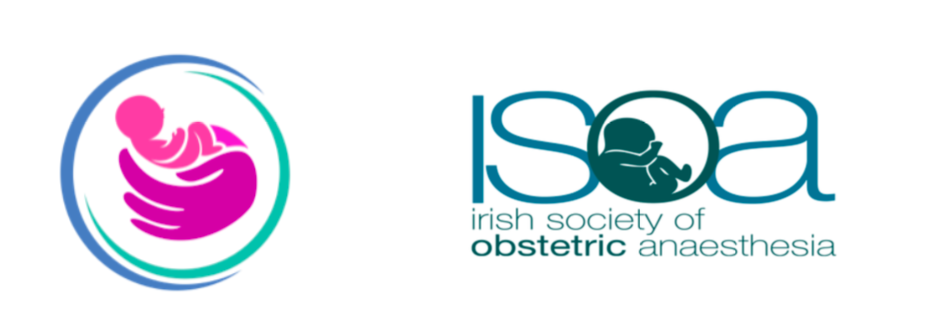 isoa
irish society of
obstetric anaesthesia